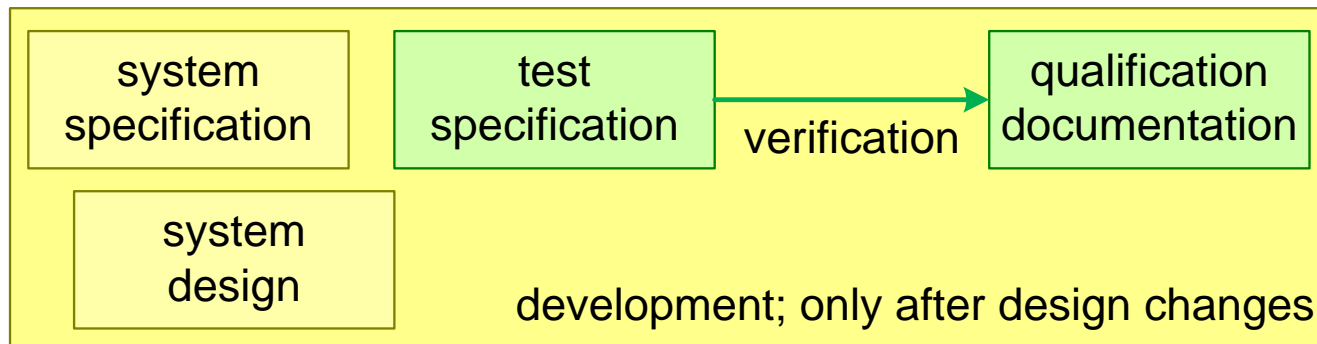 system
specification
test
specification
verification
qualification
documentation
system
design
development; only after design changes